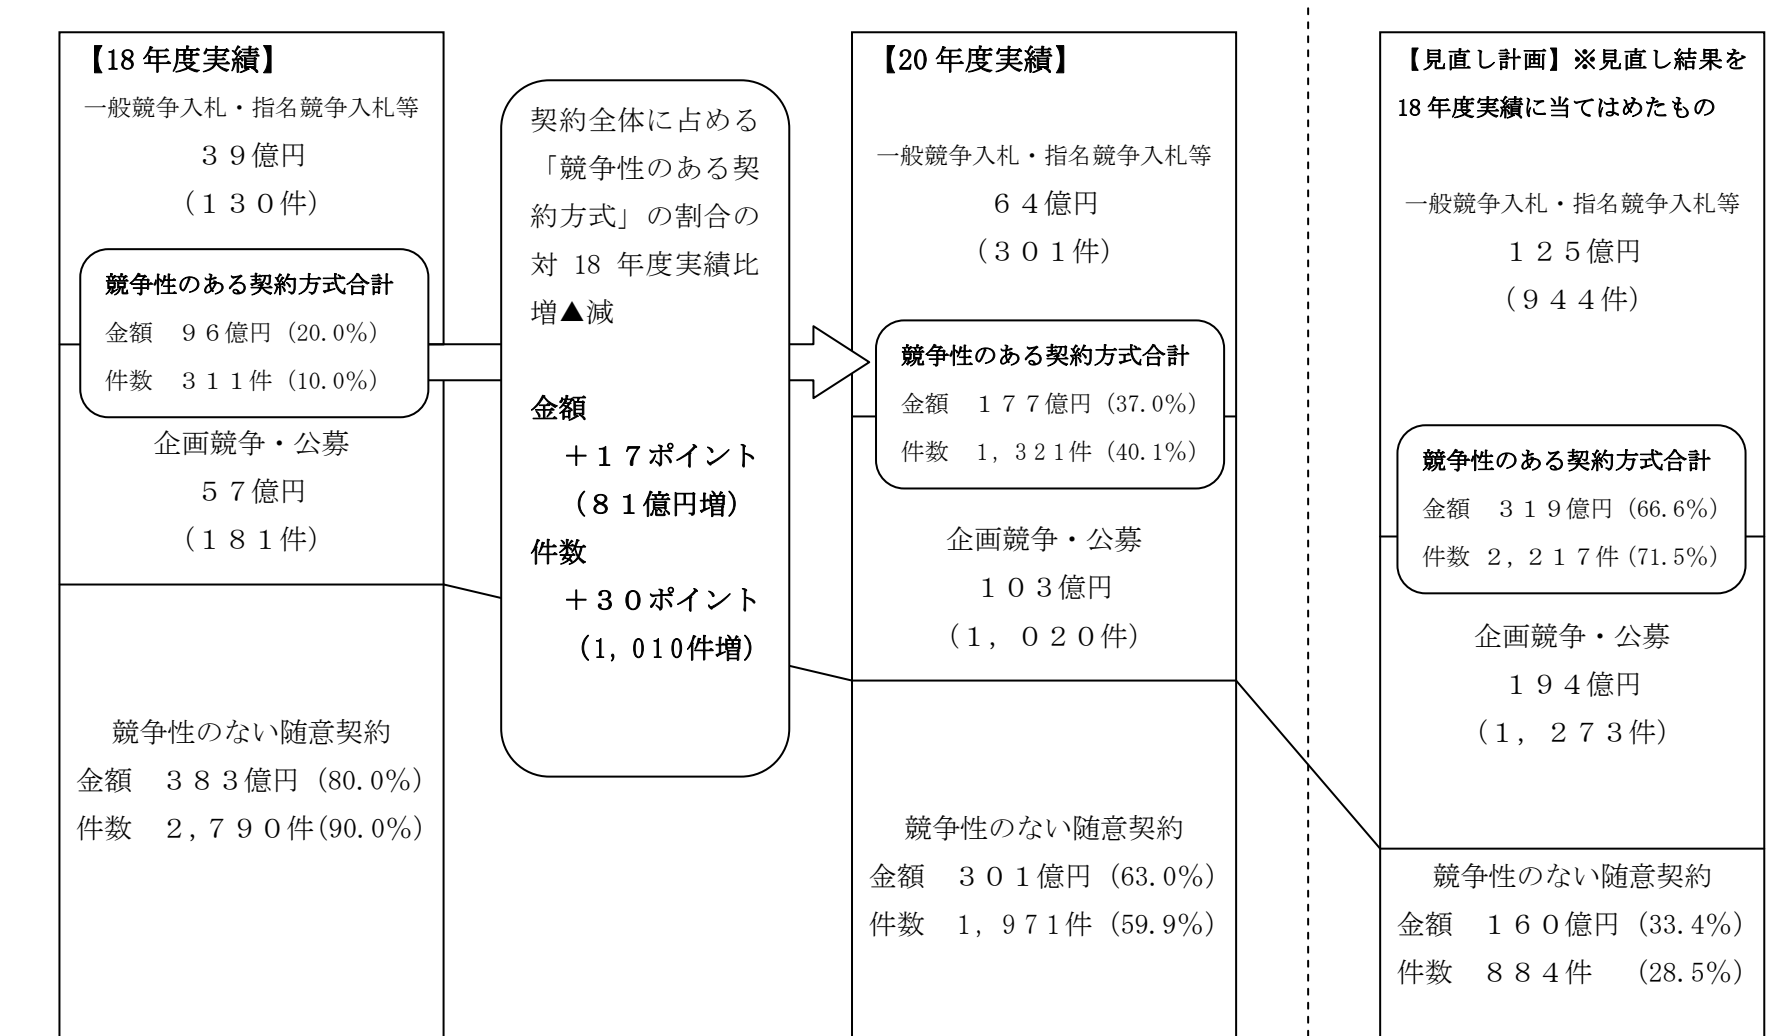 【18 年度実績】
一般競争入札・指名競争入札等
３９億円
（１３０件）
競争性のある契約方式合計
金額　９６億円（20.0%）
件数　３１１件（10.0%）
企画競争・公募
５７億円
（１８１件）
競争性のない随意契約
金額　３８３億円（80.0%）
件数　２,７９０件(90.0%）
契約全体に占める
「競争性のある契
約方式」の割合の
対 18 年度実績比
増▲減
金額
＋１７ポイント
（８１億円増）
件数
＋３０ポイント
（1,010件増）
【20 年度実績】
一般競争入札・指名競争入札等
６４億円
（３０１件）
競争性のある契約方式合計
金額　１７７億円（37.0%）
件数　1,３２１件（40.1%）
企画競争・公募
１０３億円
（１,０２０件）
競争性のない随意契約
金額　３０１億円（63.0%）
件数　1,９７１件（59.9%）
【見直し計画】※見直し結果を
18 年度実績に当てはめたもの
一般競争入札・指名競争入札等
１２５億円
（９４４件）
競争性のある契約方式合計
金額　３１９億円（66.6%）
件数 ２,２１７件（71.5%）
企画競争・公募
１９４億円
（１,２７３件）
競争性のない随意契約
金額　１６０億円（33.4%）
件数　８８４件　（28.5%）